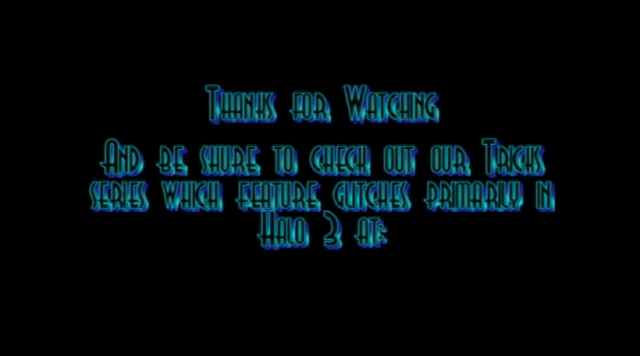 Thanks for Watching
And be shure to check out our Tricks
series which feature glitches primarily in
Halo 3 at: